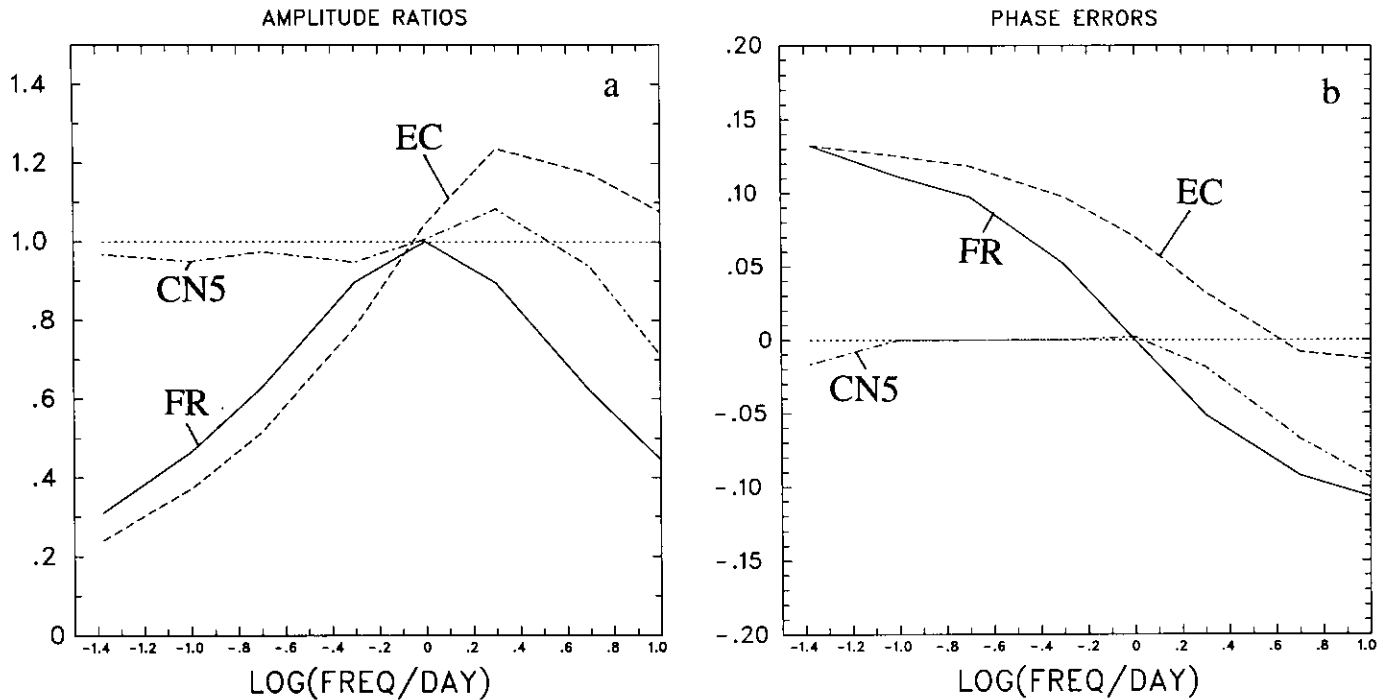 AMPLITUDE RATIOS
a
1.4
1.2
1.0
.8
.6
.4
.2
0
EC
CN5
FR
-1.4 -1.2 -1.0 -.8 -.6 -.4 -.2 0 .2 .4 .6 .8 1.0
LOG(FREQ/DAY)
PHASE ERRORS
b
.20
.15
.10
.05
0
-.05
-.10
-.15
-.20
EC
FR
CN5
-1.4 -1.2 -1.0 -.8 -.6 -.4 -.2 0 .2 .4 .6 .8 1.0
LOG(FREQ/DAY)